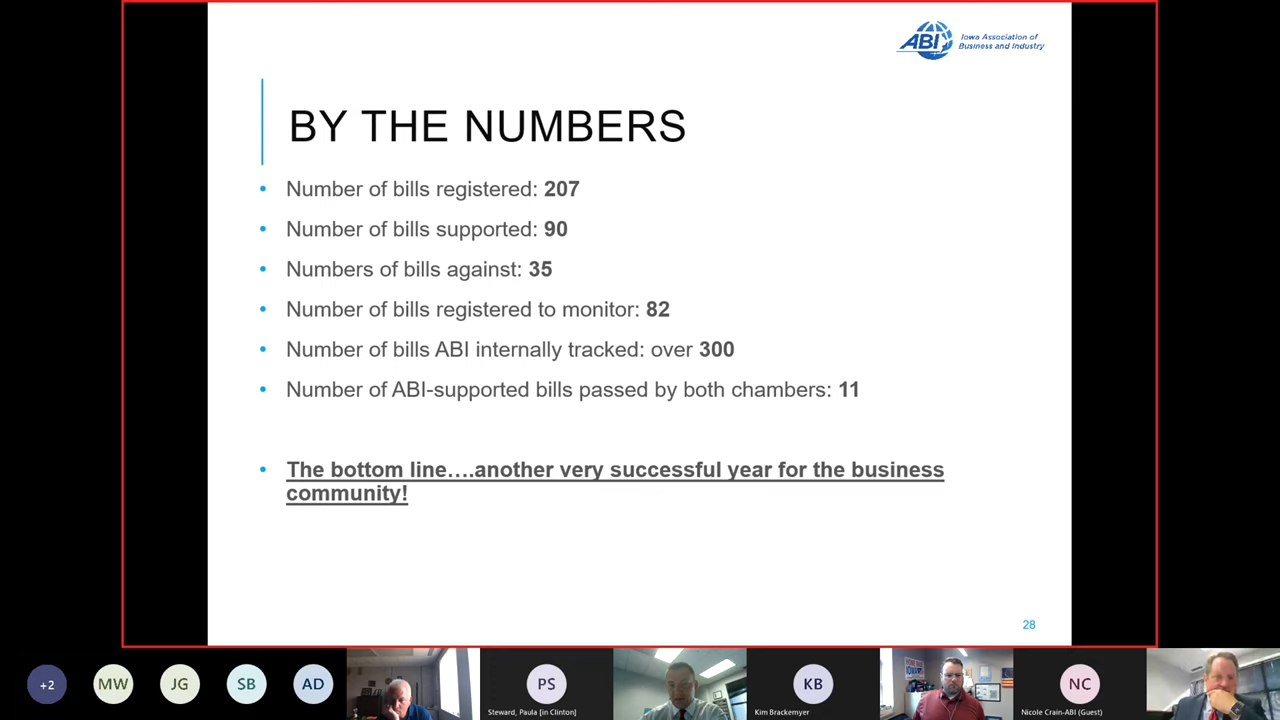 ABI
Iowa Association of
Business and Industry
BY THE NUMBERS
• Number of bills registered: 207
• Number of bills supported: 90
• Numbers of bills against: 35
• Number of bills registered to monitor: 82
• Number of bills ABI internally tracked: over 300
• Number of ABI-supported bills passed by both chambers: 11
• The bottom line….another very successful year for the business
community!
28
+2
MW
JG
SB
AD
PS
Steward, Paula [in Clinton]
KB
Kim Brackemyer
NC
Nicole Crain-ABI (Guest)